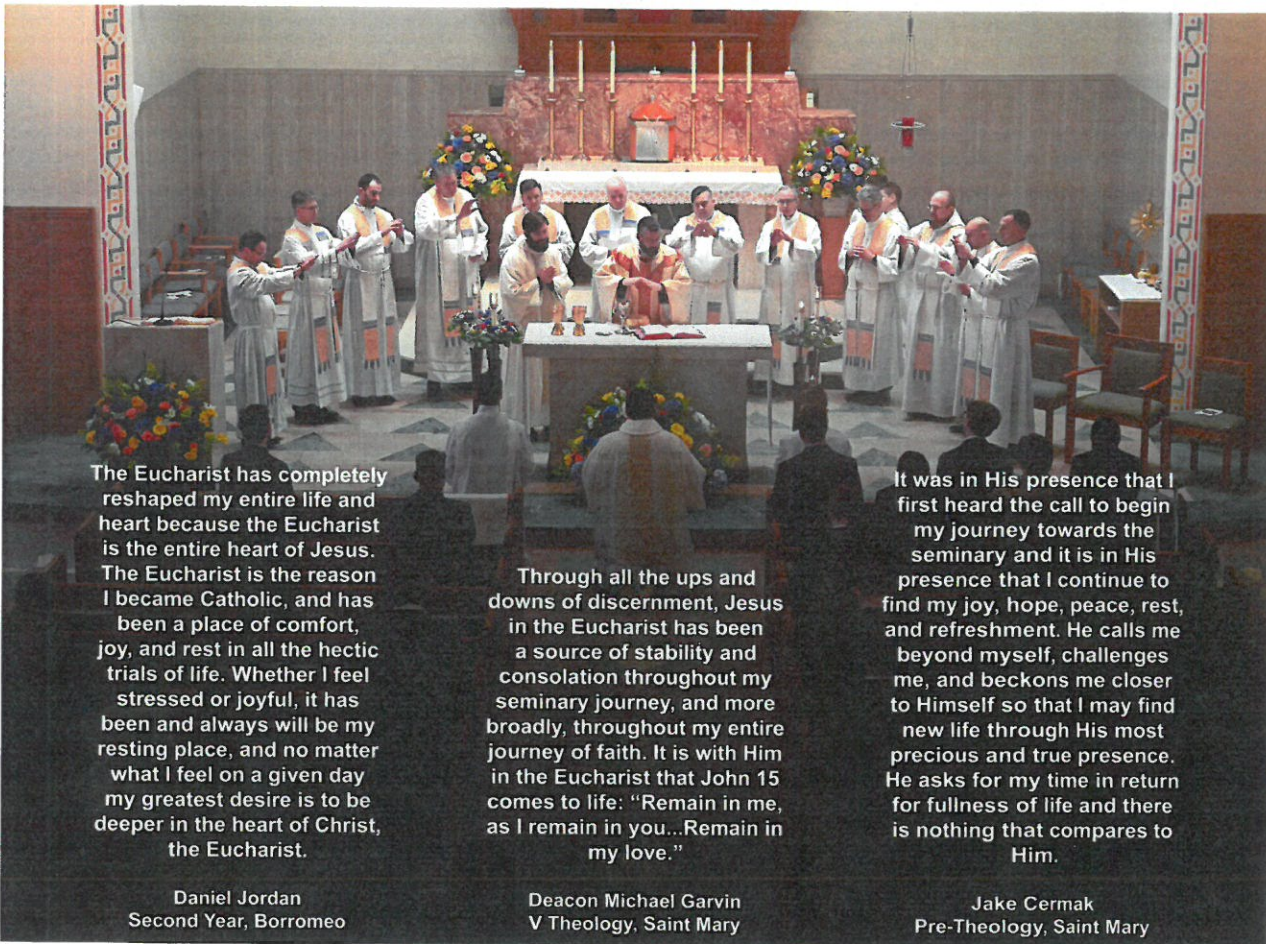 The Eucharist has completely
reshaped my entire life and
heart because the Eucharist
is the entire heart of Jesus.
The Eucharist is the reason
I became Catholic, and has
been a place of comfort,
joy, and rest in all the hectic
trials of life. Whether I feel
stressed or joyful, it has
been and always will be my
resting place, and no matter
what I feel on a given day
my greatest desire is to be
deeper in the heart of Christ,
the Eucharist.
Daniel Jordan
Second Year, Borromeo
Through all the ups and
downs of discernment, Jesus
in the Eucharist has been
a source of stability and
consolation throughout my
seminary journey, and more
broadly, throughout my entire
journey of faith. It is with Him
in the Eucharist that John 15
comes to life: “Remain in me,
as I remain in you...Remain in
my love.”
Deacon Michael Garvin
V Theology, Saint Mary
It was in His presence that I
first heard the call to begin
my journey towards the
seminary and it is in His
presence that I continue to
find my joy, hope, peace, rest,
and refreshment. He calls me
beyond myself, challenges
me, and beckons me closer
to Himself so that I may find
new life through His most
precious and true presence.
He asks for my time in return
for fullness of life and there
is nothing that compares to
Him.
Jake Cermak
Pre-Theology, Saint Mary